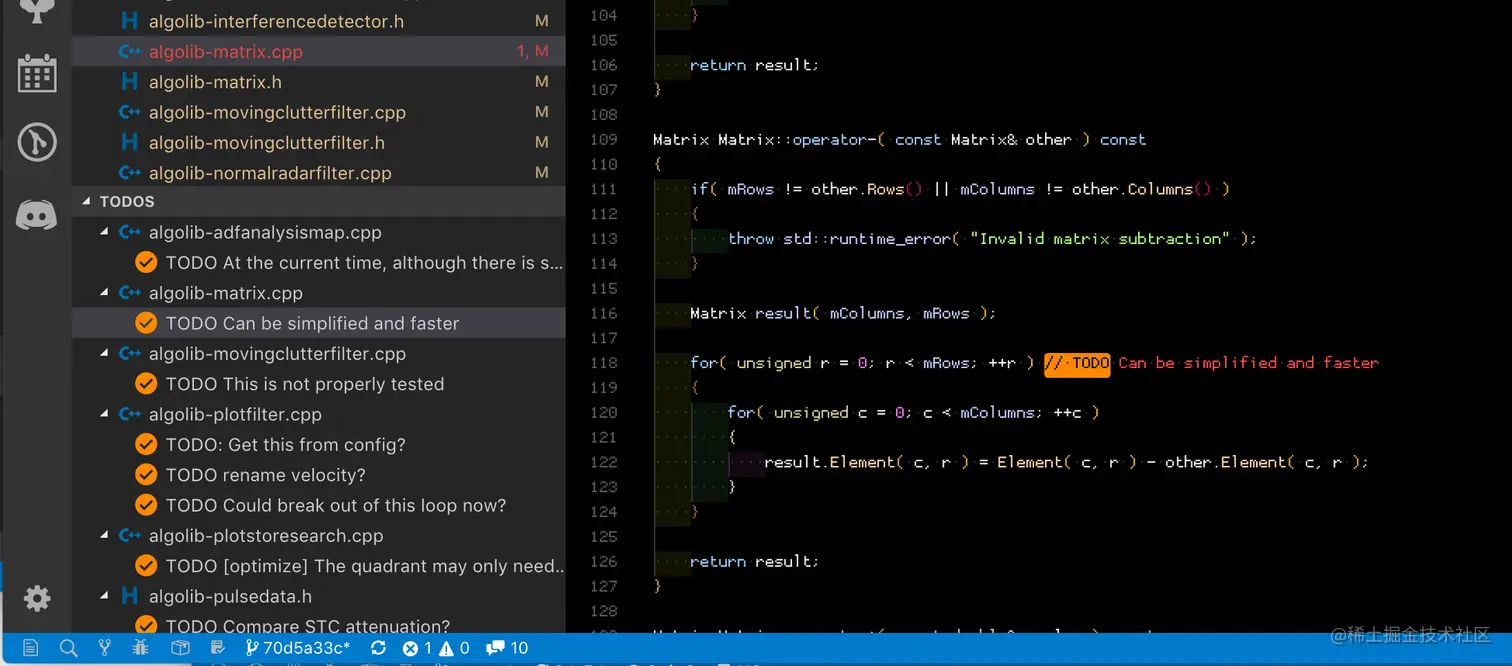 algolib-interferencedetector.h M
algolib-matrix.cpp 1, M
algolib-matrix.h M
algolib-movingclutterfilter.cpp M
algolib-movingclutterfilter.h M
algolib-normalradarfilter.cpp M
TODOS
algolib-adfanalysismap.cpp
TODO At the current time, although there is s...
algolib-matrix.cpp
TODO Can be simplified and faster
algolib-movingclutterfilter.cpp
TODO This is not properly tested
algolib-plotfilter.cpp
TODO: Get this from config?
TODO rename velocity?
TODO Could break out of this loop now?
algolib-plotstoresearch.cpp
TODO [optimize] The quadrant may only need..
algolib-pulsedata.h
TODO Compare STC attenuation?
104 }
105
106 return result;
107 }
108
109 Matrix Matrix::operator-( const Matrix& other ) const
110 {
111 if( mRows != other.Rows() || mColumns != other.Columns() )
112 {
113 throw std::runtime_error( "Invalid matrix subtraction" );
114 }
115
116 Matrix result( mColumns, mRows );
117
118 for( unsigned r = 0; r < mRows; ++r ) // TODO Can be simplified and faster
119 {
120 for( unsigned c = 0; c < mColumns; ++c )
121 {
122 result.Element( c, r ) = Element( c, r ) - other.Element( c, r );
123 }
124 }
125
126 return result;
127 }
128
70d5a33c* 1 0 10
@稀土掘金技术社区